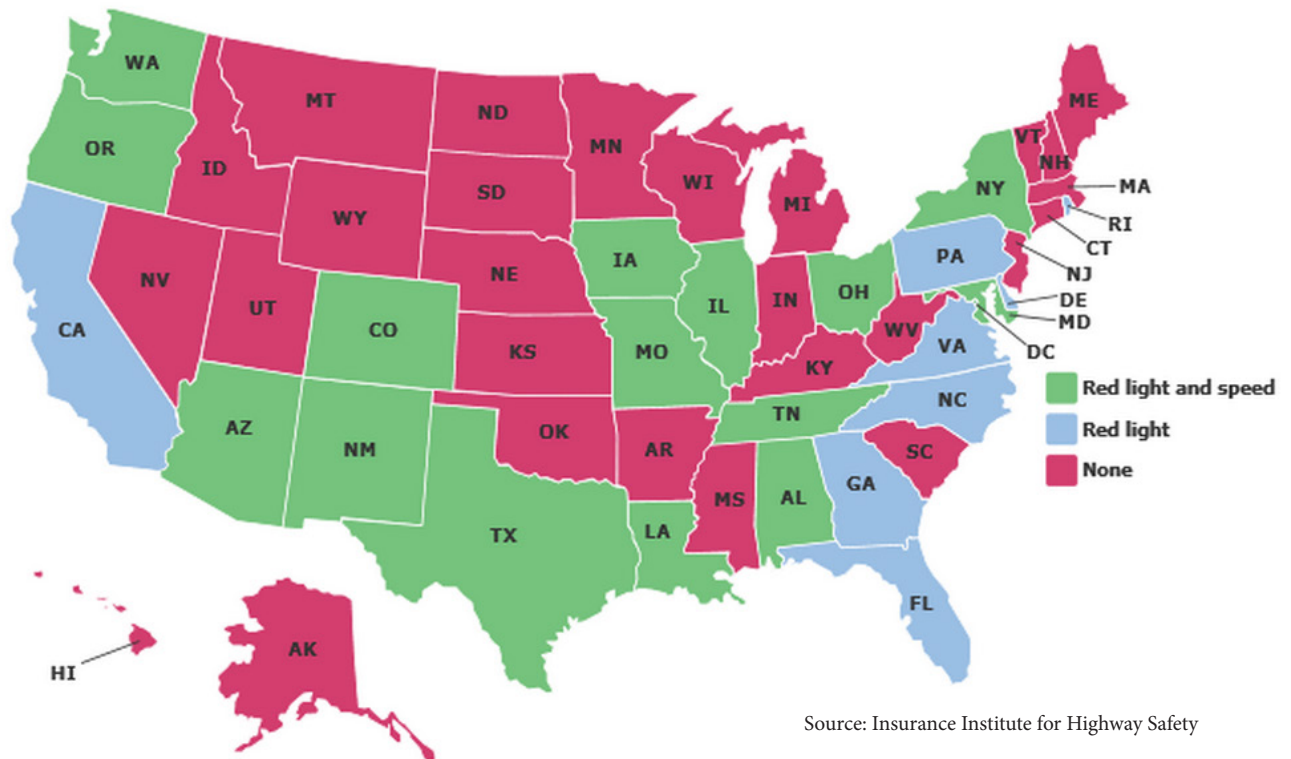 WA
MT
ND
MN
ME
OR
ID
SD
WI
MI
VT
NH
NY
MA
RI
CT
WY
NE
IA
PA
NJ
NV
UT
CO
IL
IN
OH
DE
MD
CA
KS
MO
WV
VA
DC
KY
AZ
NM
OK
AR
TN
NC
SC
TX
LA
MS
AL
GA
FL
HI
AK
Red light and speed
Red light
None
Source: Insurance Institute for Highway Safety